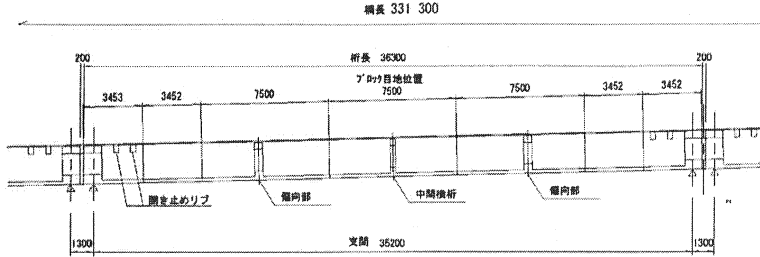 橋長 331 300
200 桁長 36300 200
ブロック目地位置
3453 3452 7500 7500 7500 3452 3452
開き止めリブ 偏向部 中間横桁 偏向部
1300 支間 35200 1300